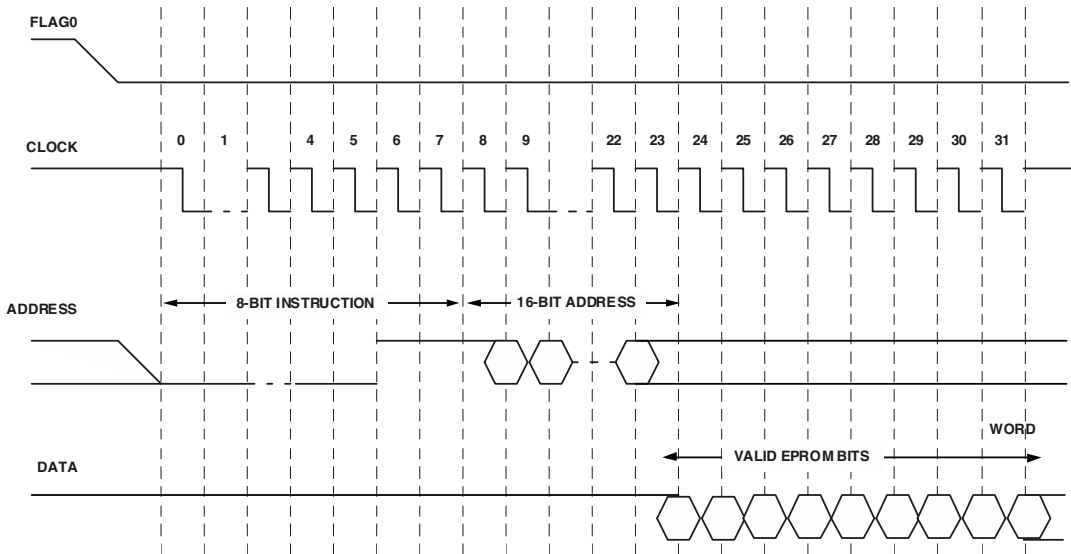 FLAG0
CLOCK
0 1 4 5 6 7 8 9 22 23 24 25 26 27 28 29 30 31
ADDRESS
8-BIT INSTRUCTION 16-BIT ADDRESS
DATA
WORD
VALID EPROM BITS